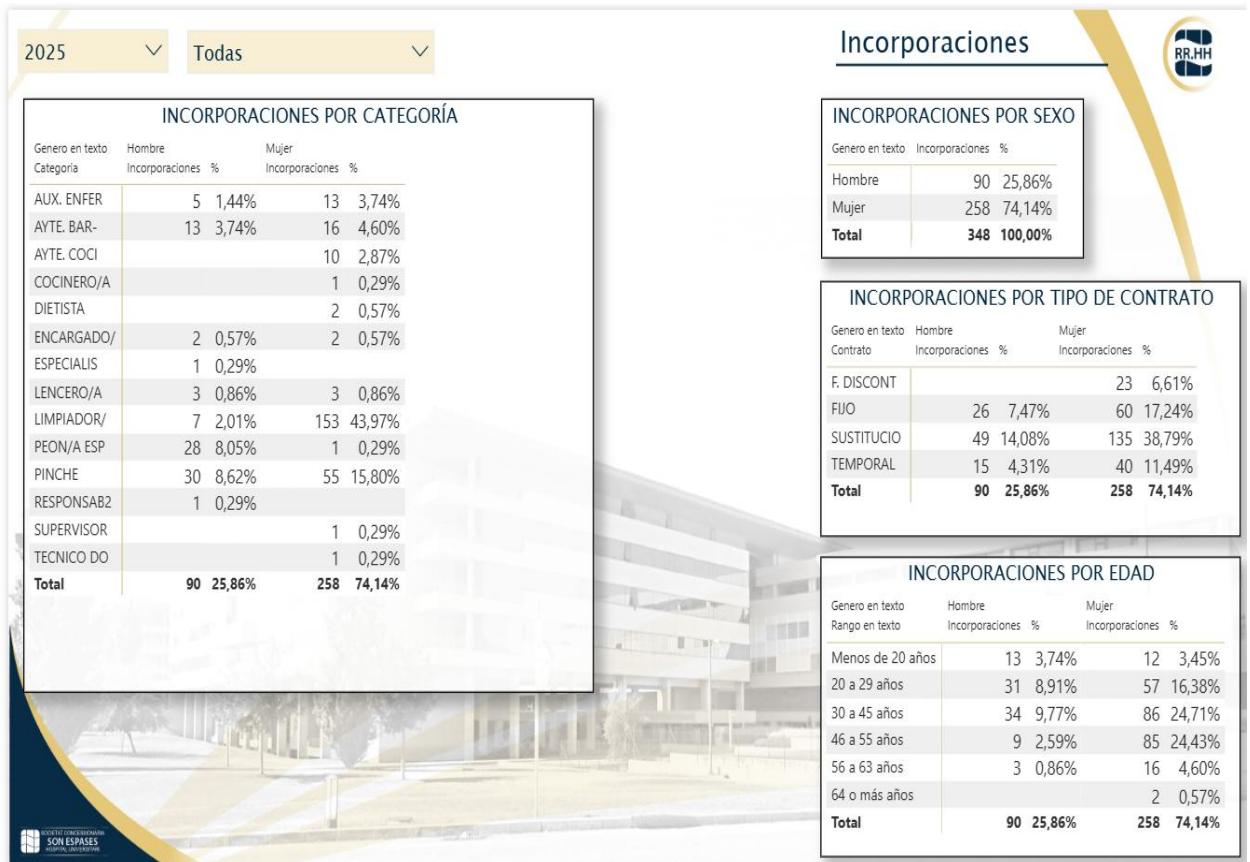 2025
Todas
Incorporaciones
RR.HH
INCORPORACIONES POR CATEGORÍA
Genero en texto Hombre Mujer
Categoria Incorporaciones % Incorporaciones %
AUX. ENFER 5 1,44% 13 3,74%
AYTE. BAR- 13 3,74% 16 4,60%
AYTE. COCI 10 2,87%
COCINERO/A 1 0,29%
DIETISTA 2 0,57%
ENCARGADO/ 2 0,57% 2 0,57%
ESPECIALIS 1 0,29%
LENCERO/A 3 0,86% 3 0,86%
LIMPIADOR/ 7 2,01% 153 43,97%
PEON/A ESP 28 8,05% 1 0,29%
PINCHE 30 8,62% 55 15,80%
RESPONSAB2 1 0,29%
SUPERVISOR 1 0,29%
TECNICO DO 1 0,29%
Total 90 25,86% 258 74,14%
INCORPORACIONES POR SEXO
Genero en texto Incorporaciones %
Hombre 90 25,86%
Mujer 258 74,14%
Total 348 100,00%
INCORPORACIONES POR TIPO DE CONTRATO
Genero en texto Hombre Mujer
Contrato Incorporaciones % Incorporaciones %
F. DISCONT 23 6,61%
FIJO 26 7,47% 60 17,24%
SUSTITUCIO 49 14,08% 135 38,79%
TEMPORAL 15 4,31% 40 11,49%
Total 90 25,86% 258 74,14%
INCORPORACIONES POR EDAD
Genero en texto Hombre Mujer
Rango en texto Incorporaciones % Incorporaciones %
Menos de 20 años 13 3,74% 12 3,45%
20 a 29 años 31 8,91% 57 16,38%
30 a 45 años 34 9,77% 86 24,71%
46 a 55 años 9 2,59% 85 24,43%
56 a 63 años 3 0,86% 16 4,60%
64 o más años 2 0,57%
Total 90 25,86% 258 74,14%
SOCIETAT CONCESSIONÀRIA
SON ESPASES
HOSPITAL UNIVERSITARI